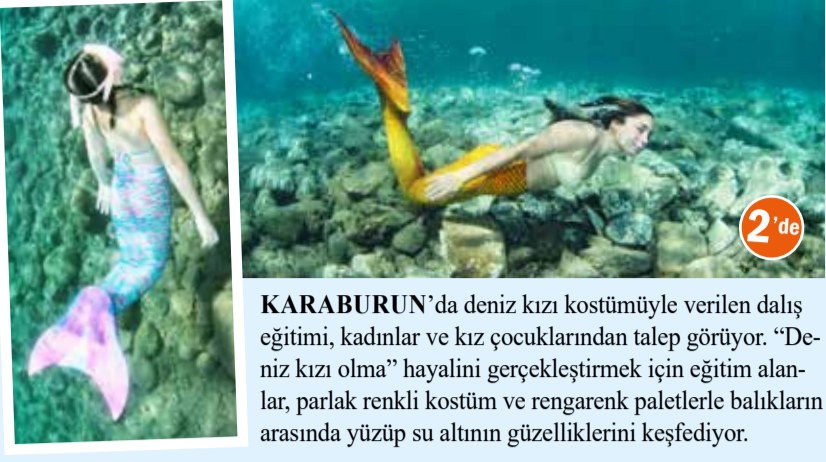 2'de
KARABURUN'da deniz kızı kostümüyle verilen dalış
eğitimi, kadınlar ve kız çocuklarından talep görüyor. “De-
niz kızı olma” hayalini gerçekleştirmek için eğitim alan-
lar, parlak renkli kostüm ve rengarenk paletlerle balıkların
arasında yüzüp su altının güzelliklerini keşfediyor.